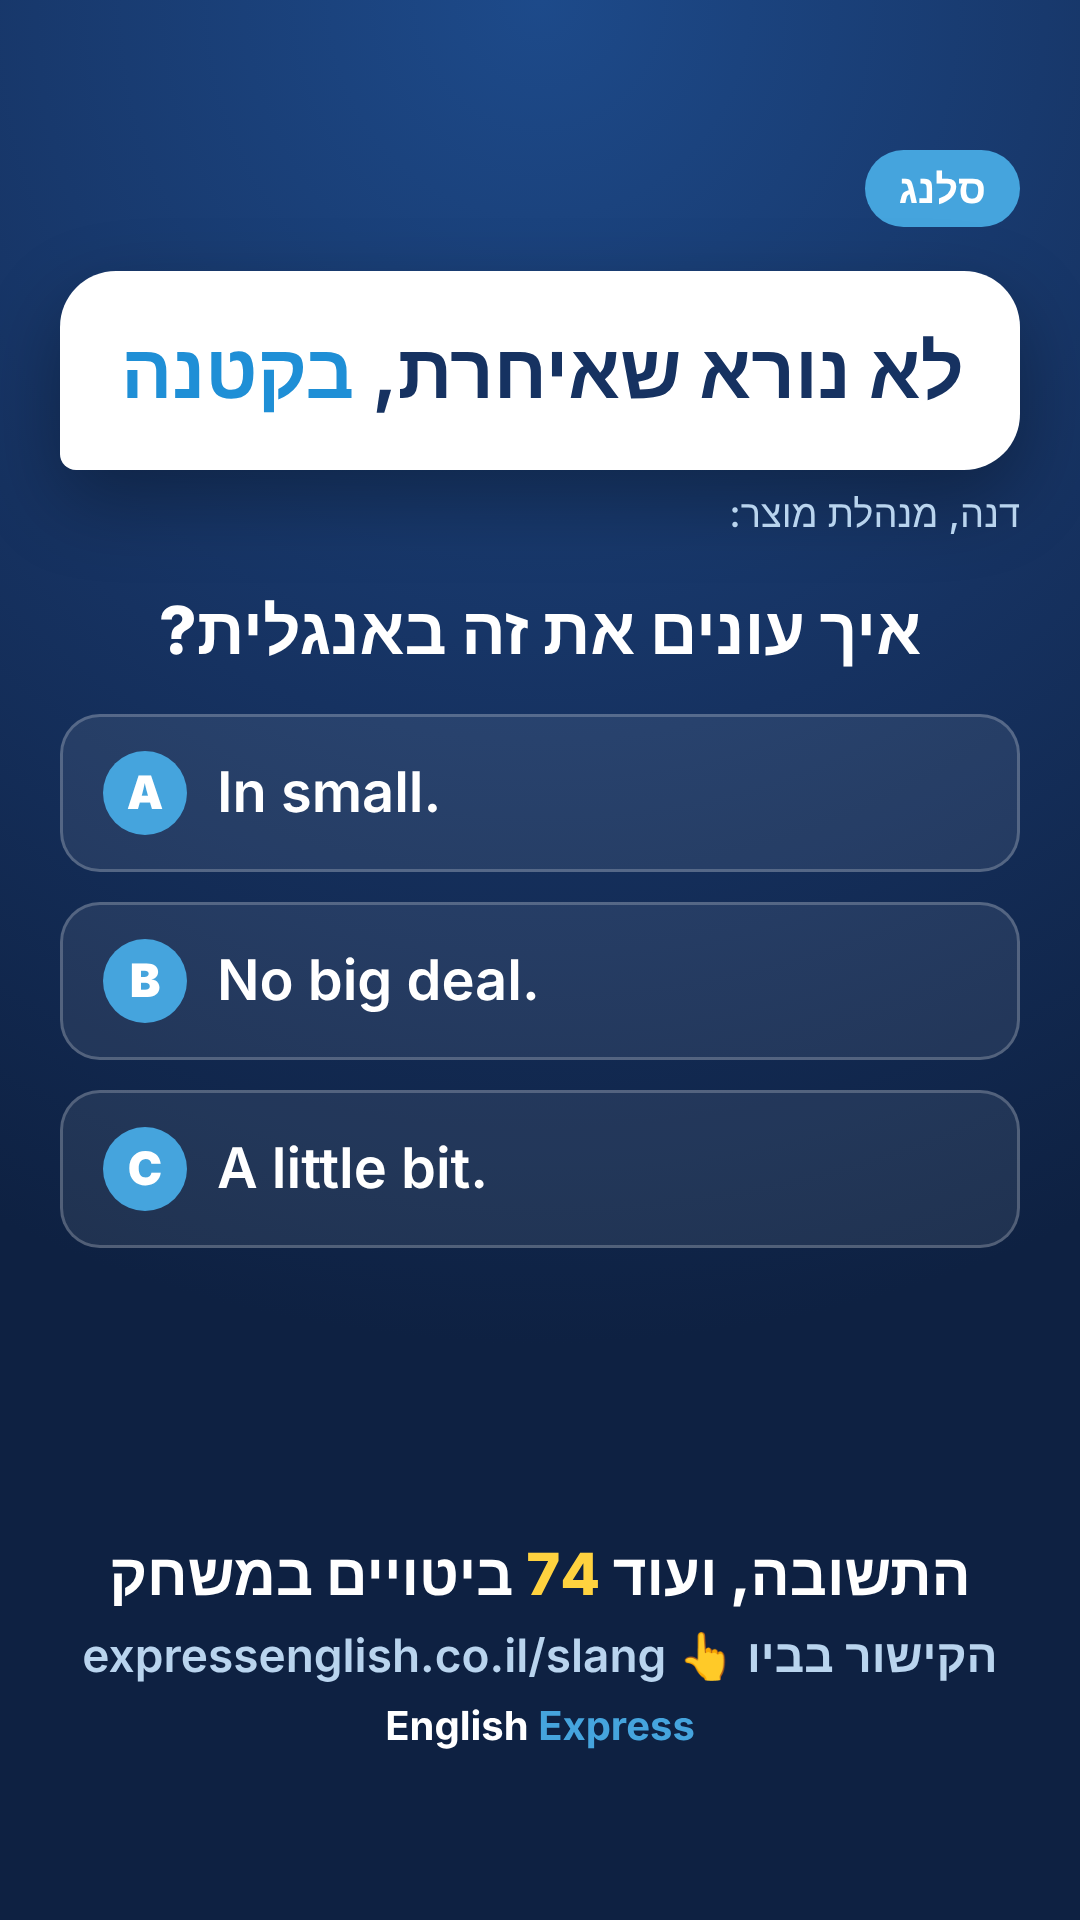 סלנג
לא נורא שאיחרת, בקטנה
דנה, מנהלת מוצר:
איך עונים את זה באנגלית?
A In small.
B No big deal.
C A little bit.
התשובה, ועוד 74 ביטויים במשחק
הקישור בביו 👆 expressenglish.co.il/slang
English Express